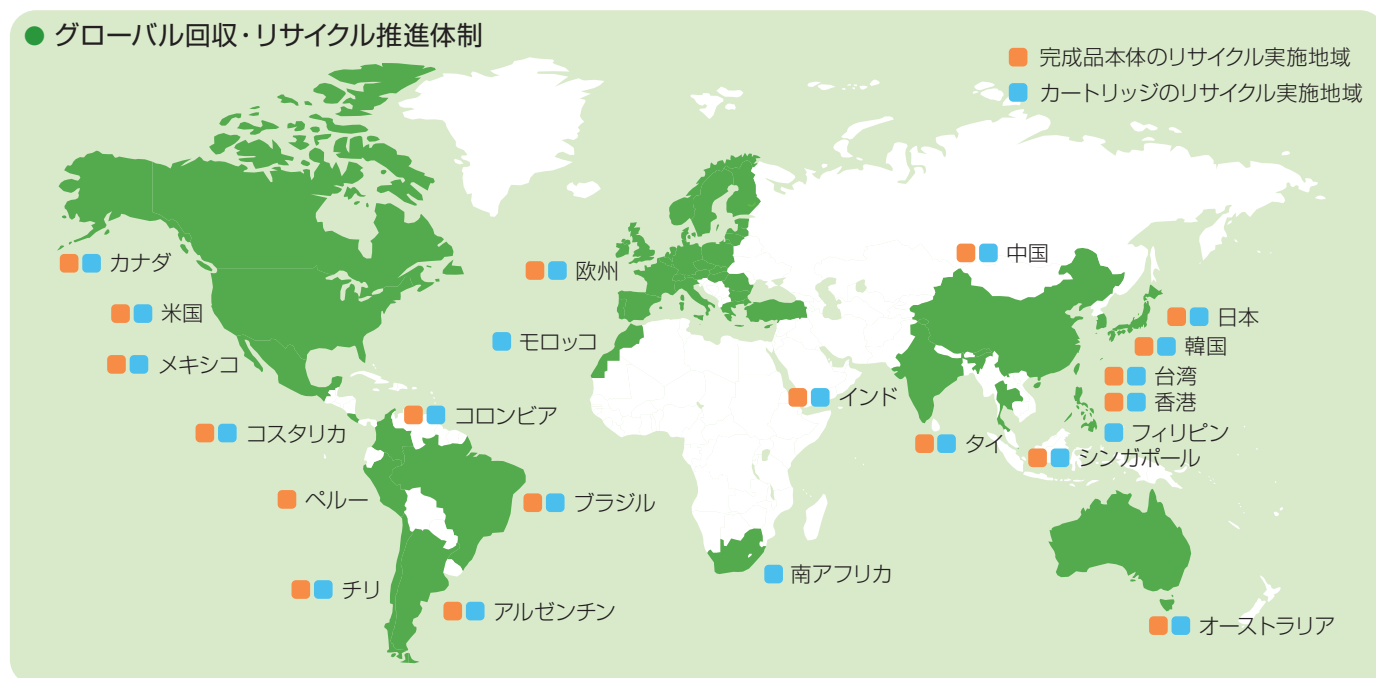 グローバル回収・リサイクル推進体制
完成品本体のリサイクル実施地域
カートリッジのリサイクル実施地域
カナダ
米国
メキシコ
コスタリカ
コロンビア
ペルー
ブラジル
チリ
アルゼンチン
欧州
モロッコ
南アフリカ
インド
中国
タイ
日本
韓国
台湾
香港
フィリピン
シンガポール
オーストラリア